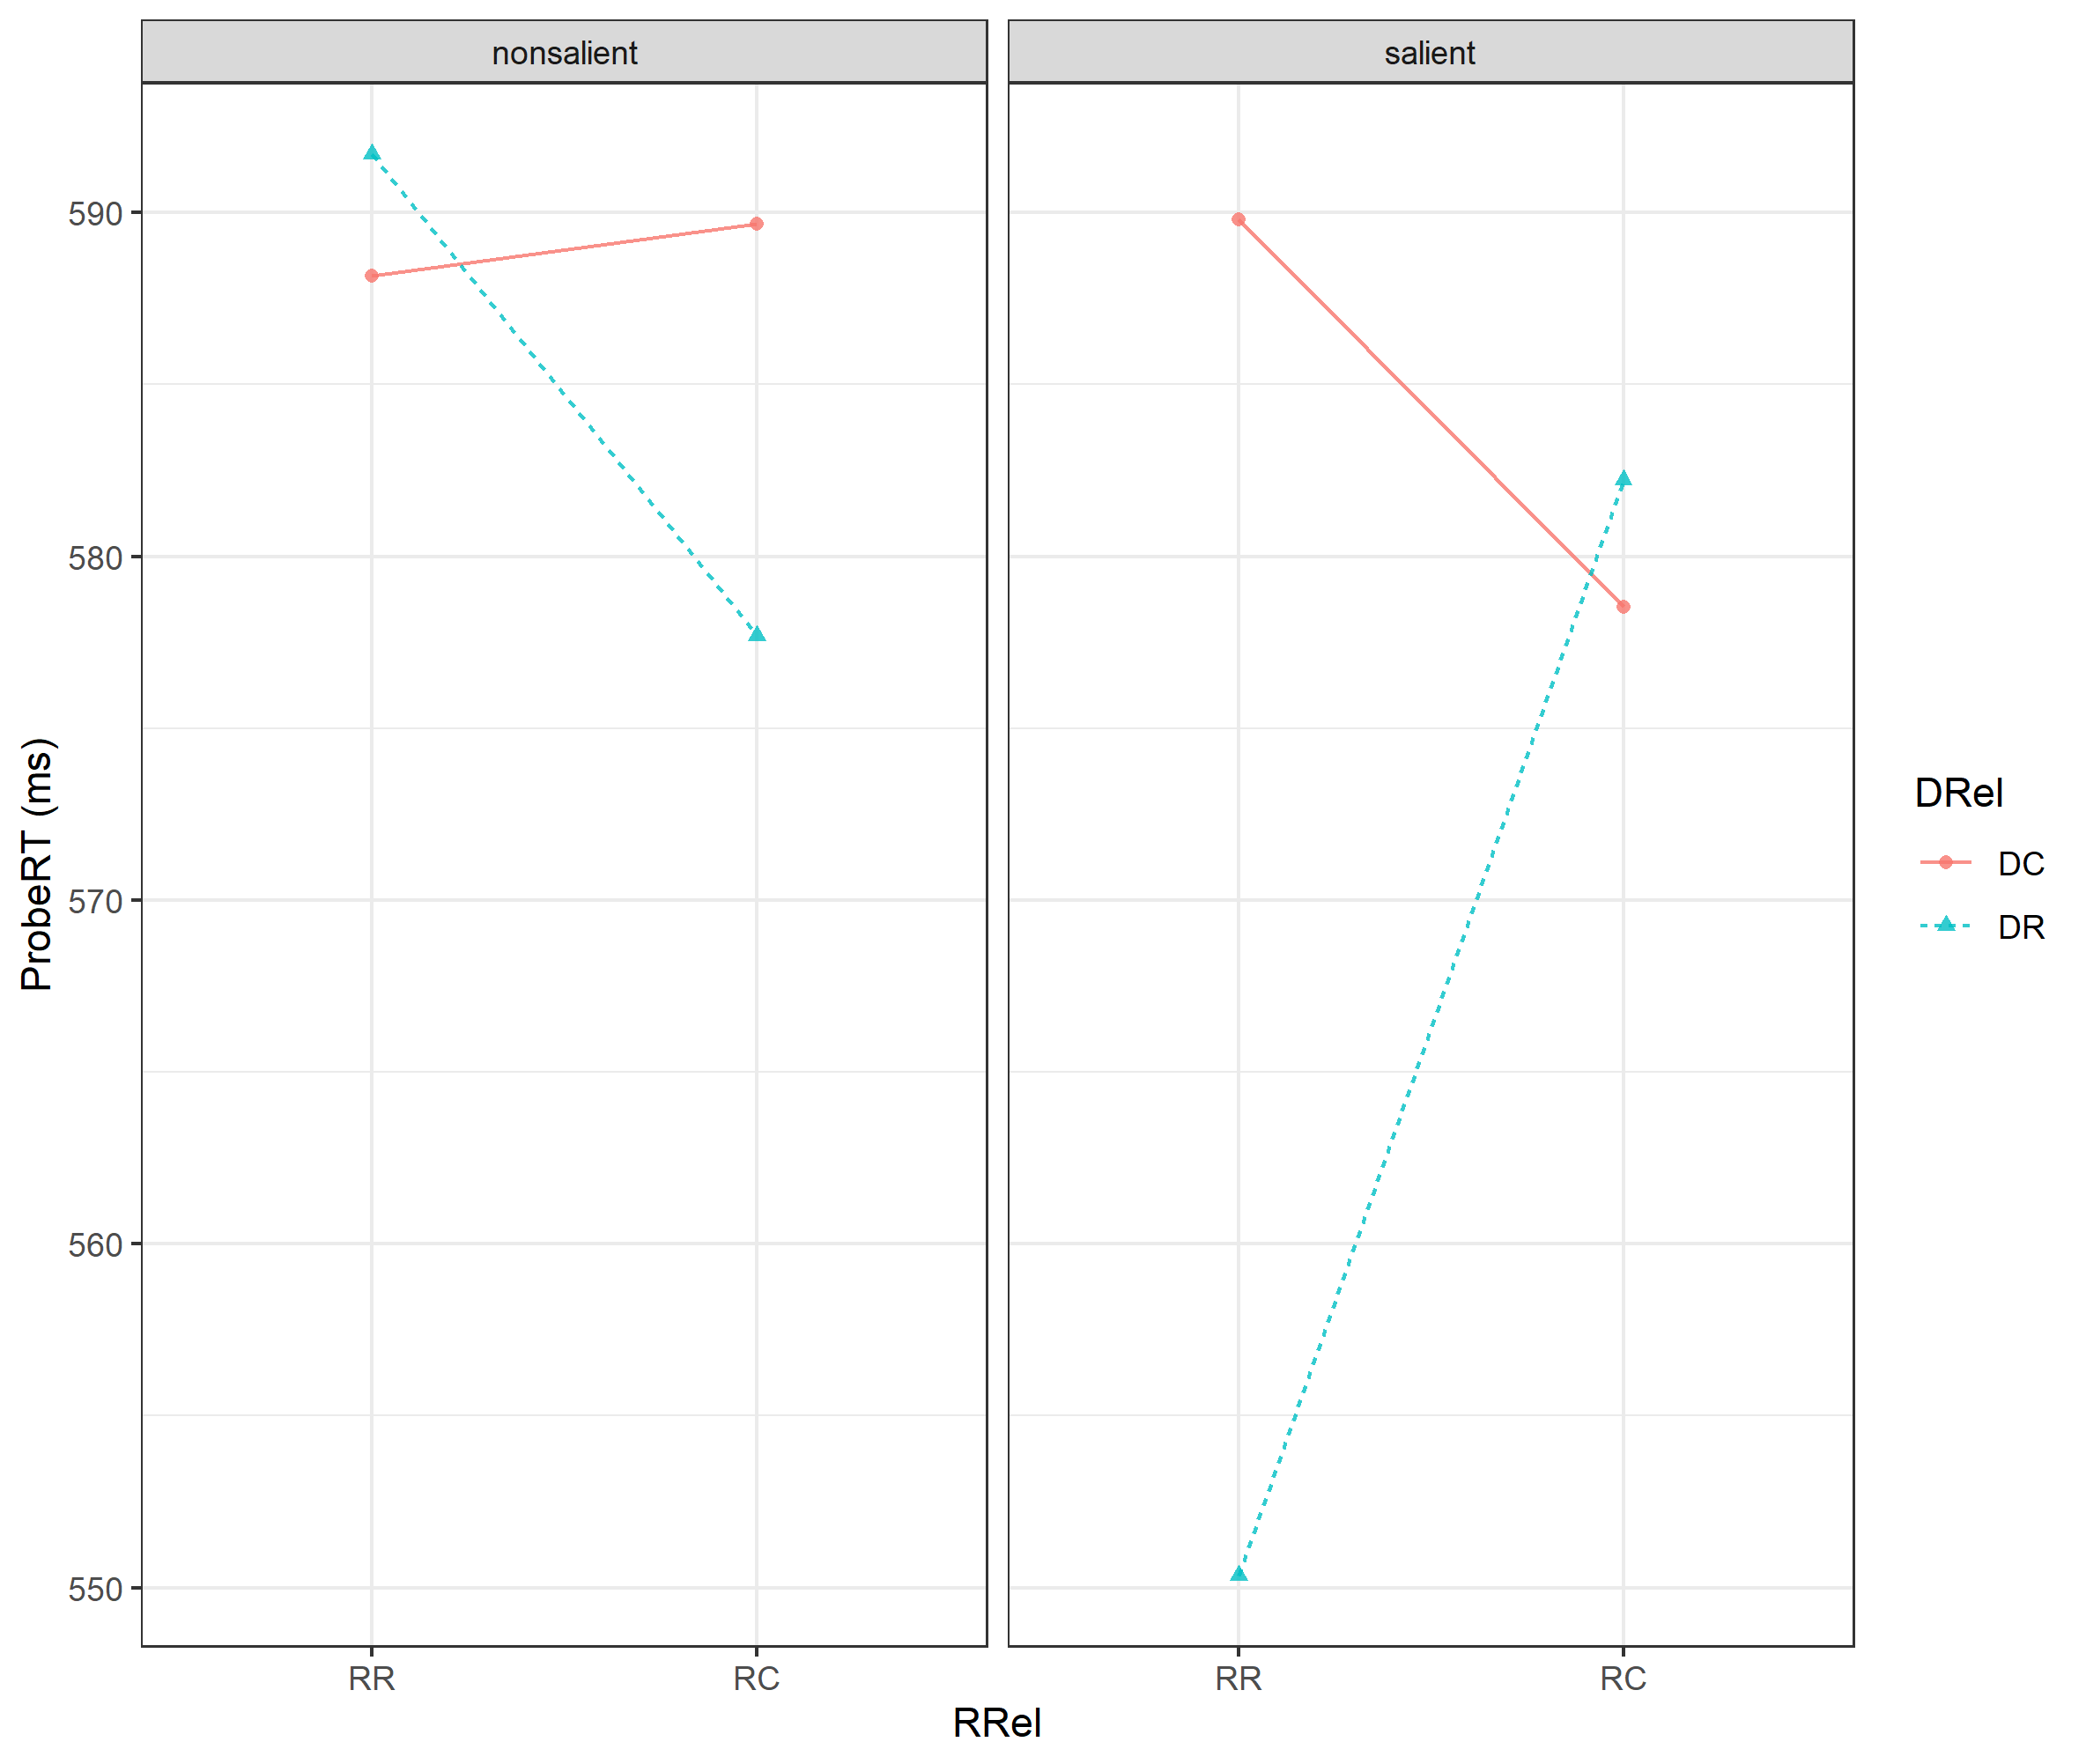 nonsalient
salient
ProbeRT (ms)
590
580
570
560
550
RR
RC
RR
RC
RRel
DRel
DC
DR